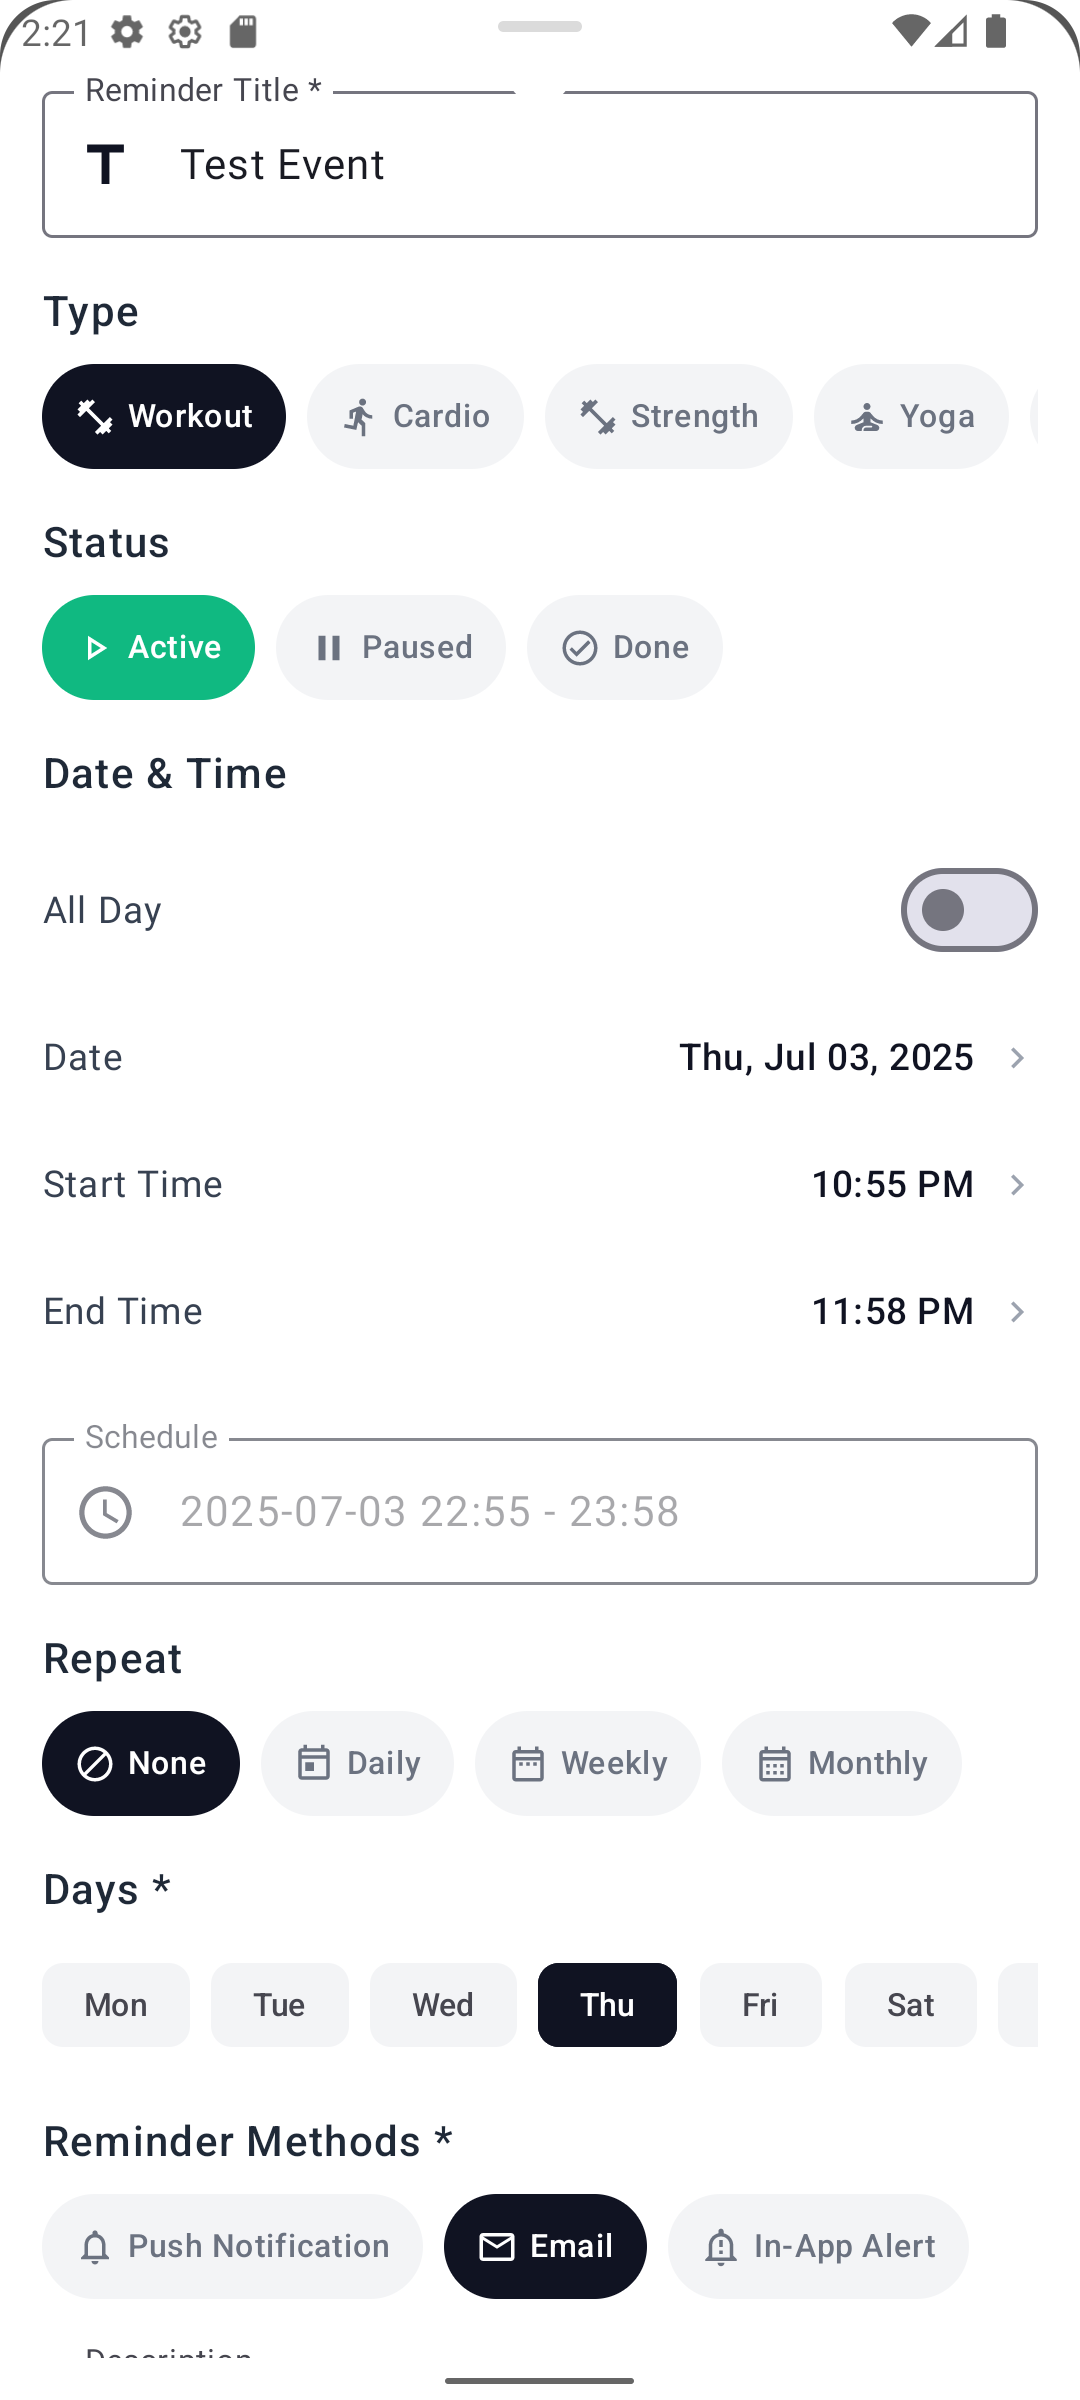 2:21
Reminder Title *
Test Event
Type
Workout Cardio Strength Yoga
Status
Active Paused Done
Date & Time
All Day
Date Thu, Jul 03, 2025
Start Time 10:55 PM
End Time 11:58 PM
Schedule
2025-07-03 22:55 - 23:58
Repeat
None Daily Weekly Monthly
Days *
Mon Tue Wed Thu Fri Sat
Reminder Methods *
Push Notification Email In-App Alert
Description